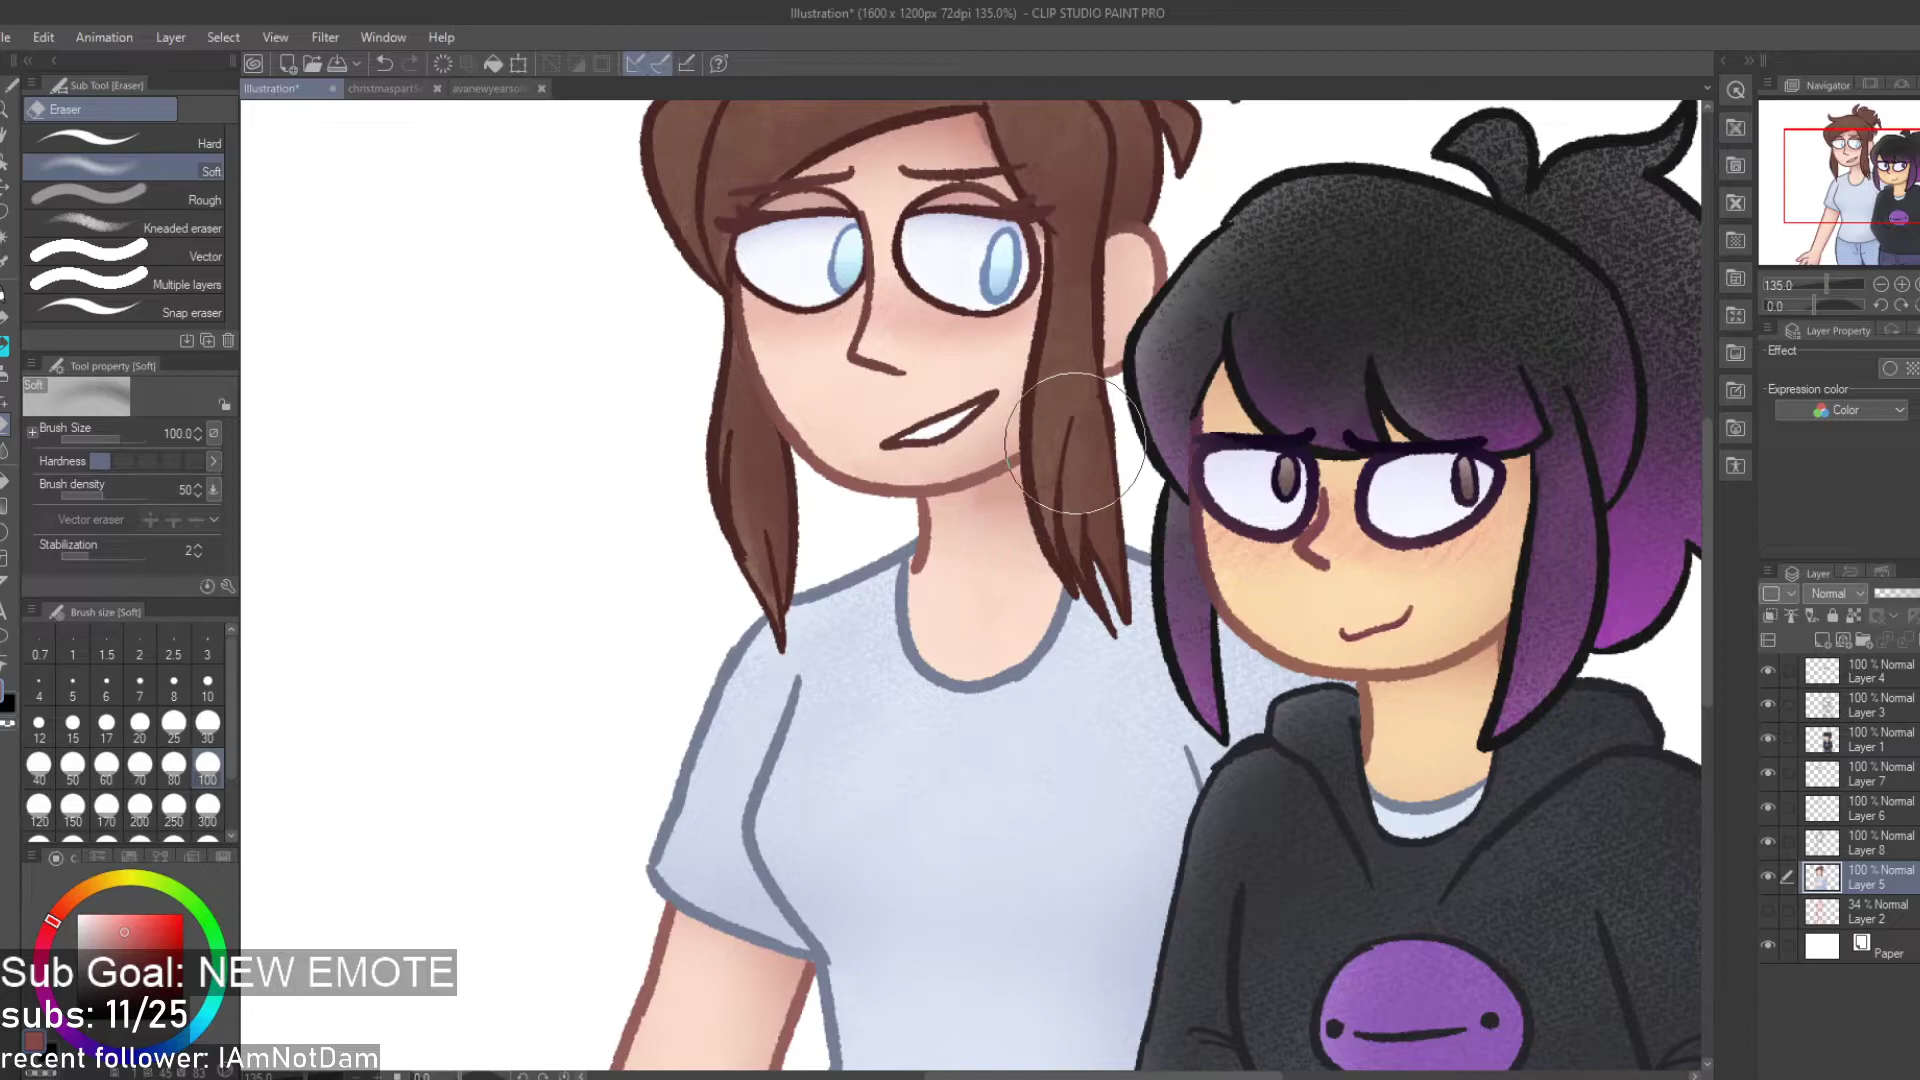 Illustration* (1600 x 1200px 72dpi 135.0%) - CLIP STUDIO PAINT PRO
le Edit Animation Layer Select View Filter Window Help
Sub Tool [Eraser]
Eraser
Hard
Soft
Rough
Kneaded eraser
Vector
Multiple layers
Snap eraser
Tool property [Soft]
Soft
Brush Size 100.0
Hardness
Brush density 50
Vector eraser
Stabilization 2
Brush size [Soft]
0.7 1 1.5 2 2.5 3
4 5 6 7 8 10
12 15 17 20 25 30
40 50 60 70 80 100
120 150 170 200 250 300
Illustration* christmaspart5 avanewyearsof
Navigator
135.0
0.0
Layer Property
Effect
Expression color
Color
Layer
Normal
100 % Normal
Layer 4
100 % Normal
Layer 3
100 % Normal
Layer 1
100 % Normal
Layer 7
100 % Normal
Layer 6
100 % Normal
Layer 8
100 % Normal
Layer 5
34 % Normal
Layer 2
Paper
Sub Goal: NEW EMOTE
subs: 11/25
recent follower: IAmNotDam